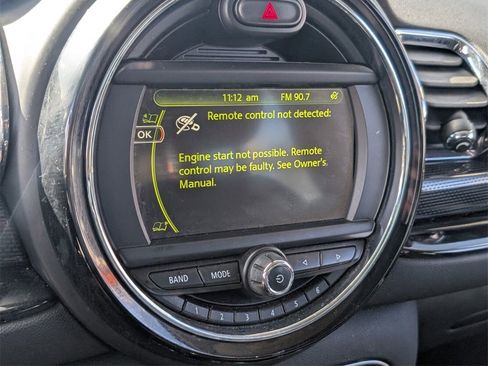 11:12 am FM 90.7
Remote control not detected:
OK
Engine start not possible. Remote
control may be faulty. See Owner's
Manual.
BAND MODE
1 2 3 4 5 6